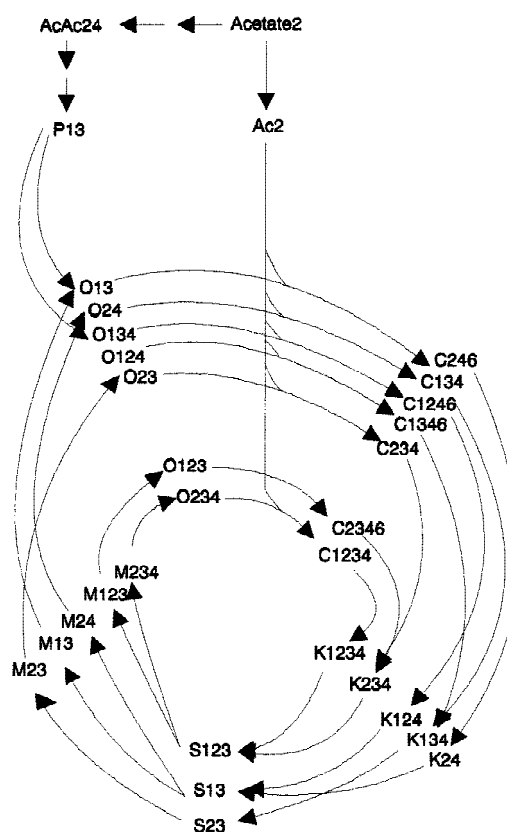 AcAc24 Acetate2
P13 Ac2
O13
O24
O134
O124
O23
C246
C134
C1246
C1346
C234
O123
O234
C2346
C1234
M234
M123
M24
M13
M23
K1234
K234
K124
K134
K24
S123
S13
S23